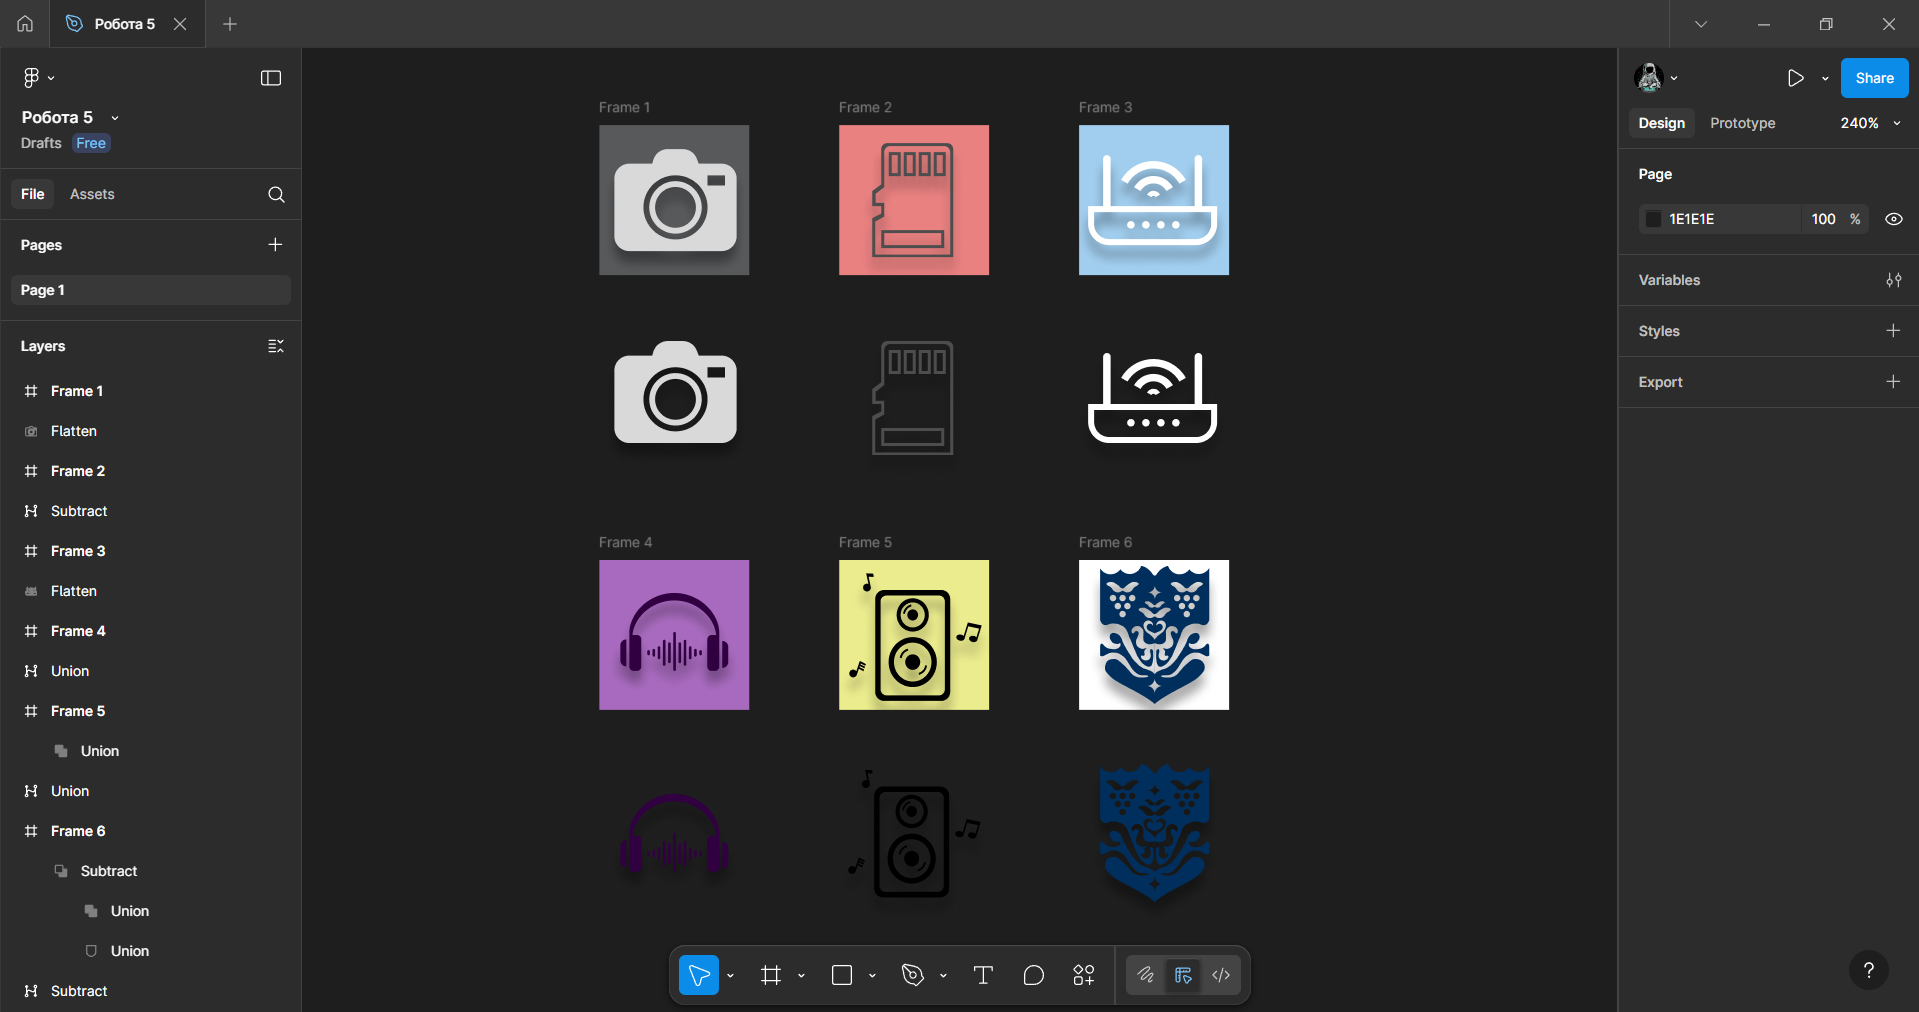 Робота 5
Робота 5
Drafts Free
File Assets
Pages
Page 1
Layers
Frame 1
Flatten
Frame 2
Subtract
Frame 3
Flatten
Frame 4
Union
Frame 5
Union
Union
Frame 6
Subtract
Union
Union
Subtract
Frame 1
Frame 2
Frame 3
Frame 4
Frame 5
Frame 6
Share
Design Prototype 240%
Page
1E1E1E 100 %
Variables
Styles
Export
?